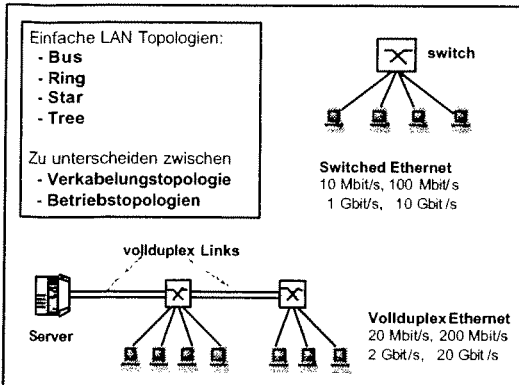 Einfache LAN Topologien:
- Bus
- Ring
- Star
- Tree
Zu unterscheiden zwischen
- Verkabelungstopologie
- Betriebstopologien
switch
Switched Ethernet
10 Mbit/s, 100 Mbit/s
1 Gbit/s, 10 Gbit/s
vollduplex Links
Server
Vollduplex Ethernet
20 Mbit/s, 200 Mbit/s
2 Gbit/s, 20 Gbit/s